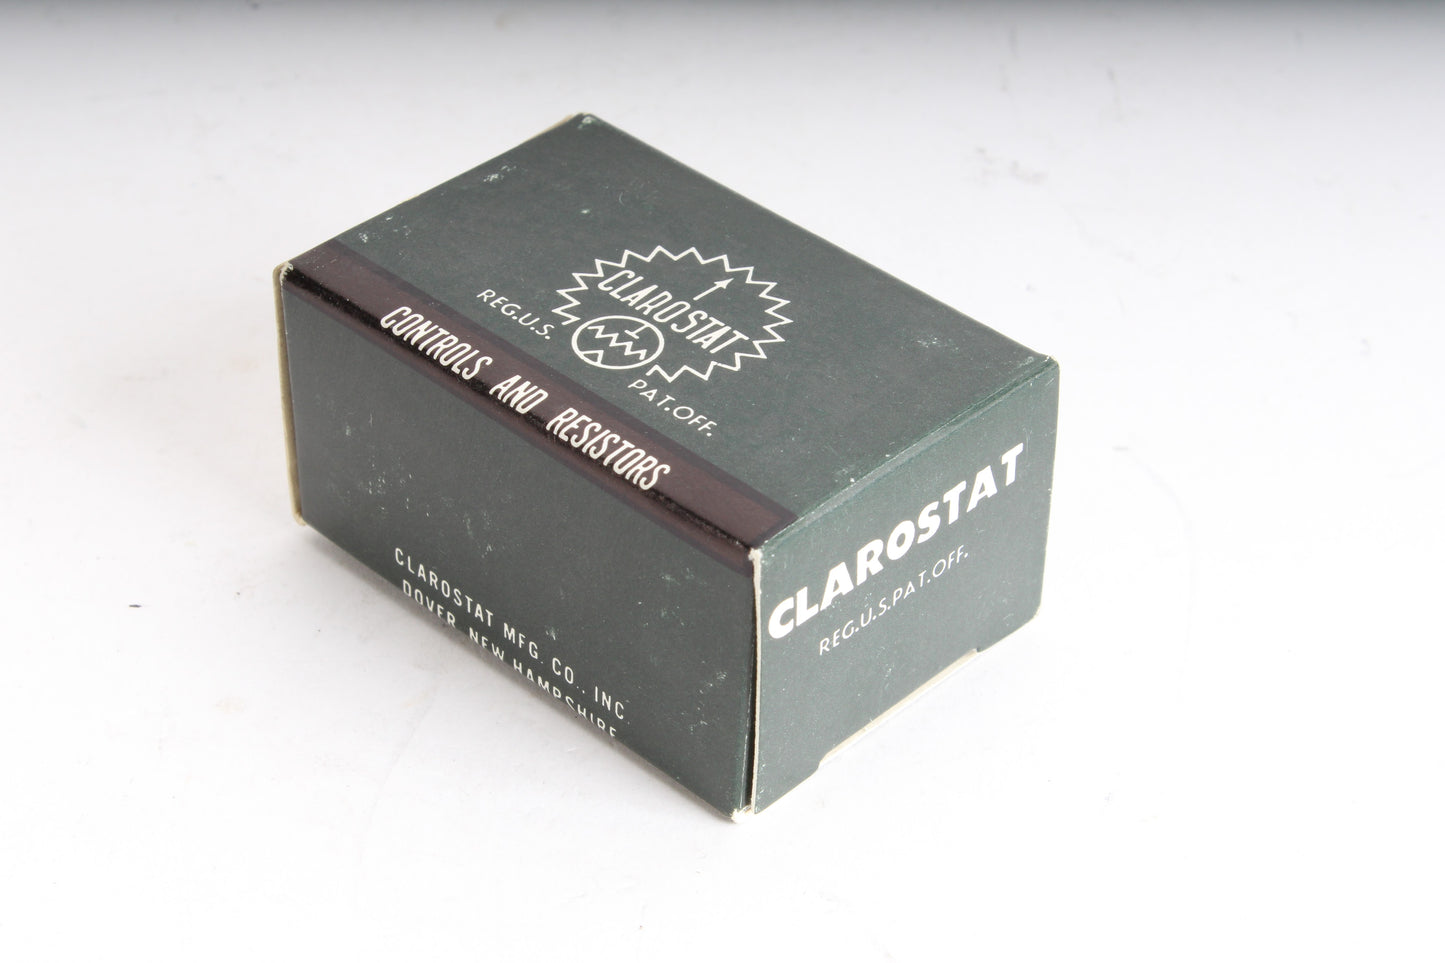 CLAROSTAT
REG.U.S.
PAT.OFF.
CONTROLS AND RESISTORS
CLAROSTAT MFG. CO., INC.
DOVER, NEW HAMPSHIRE
CLAROSTAT
REG.U.S.PAT.OFF.